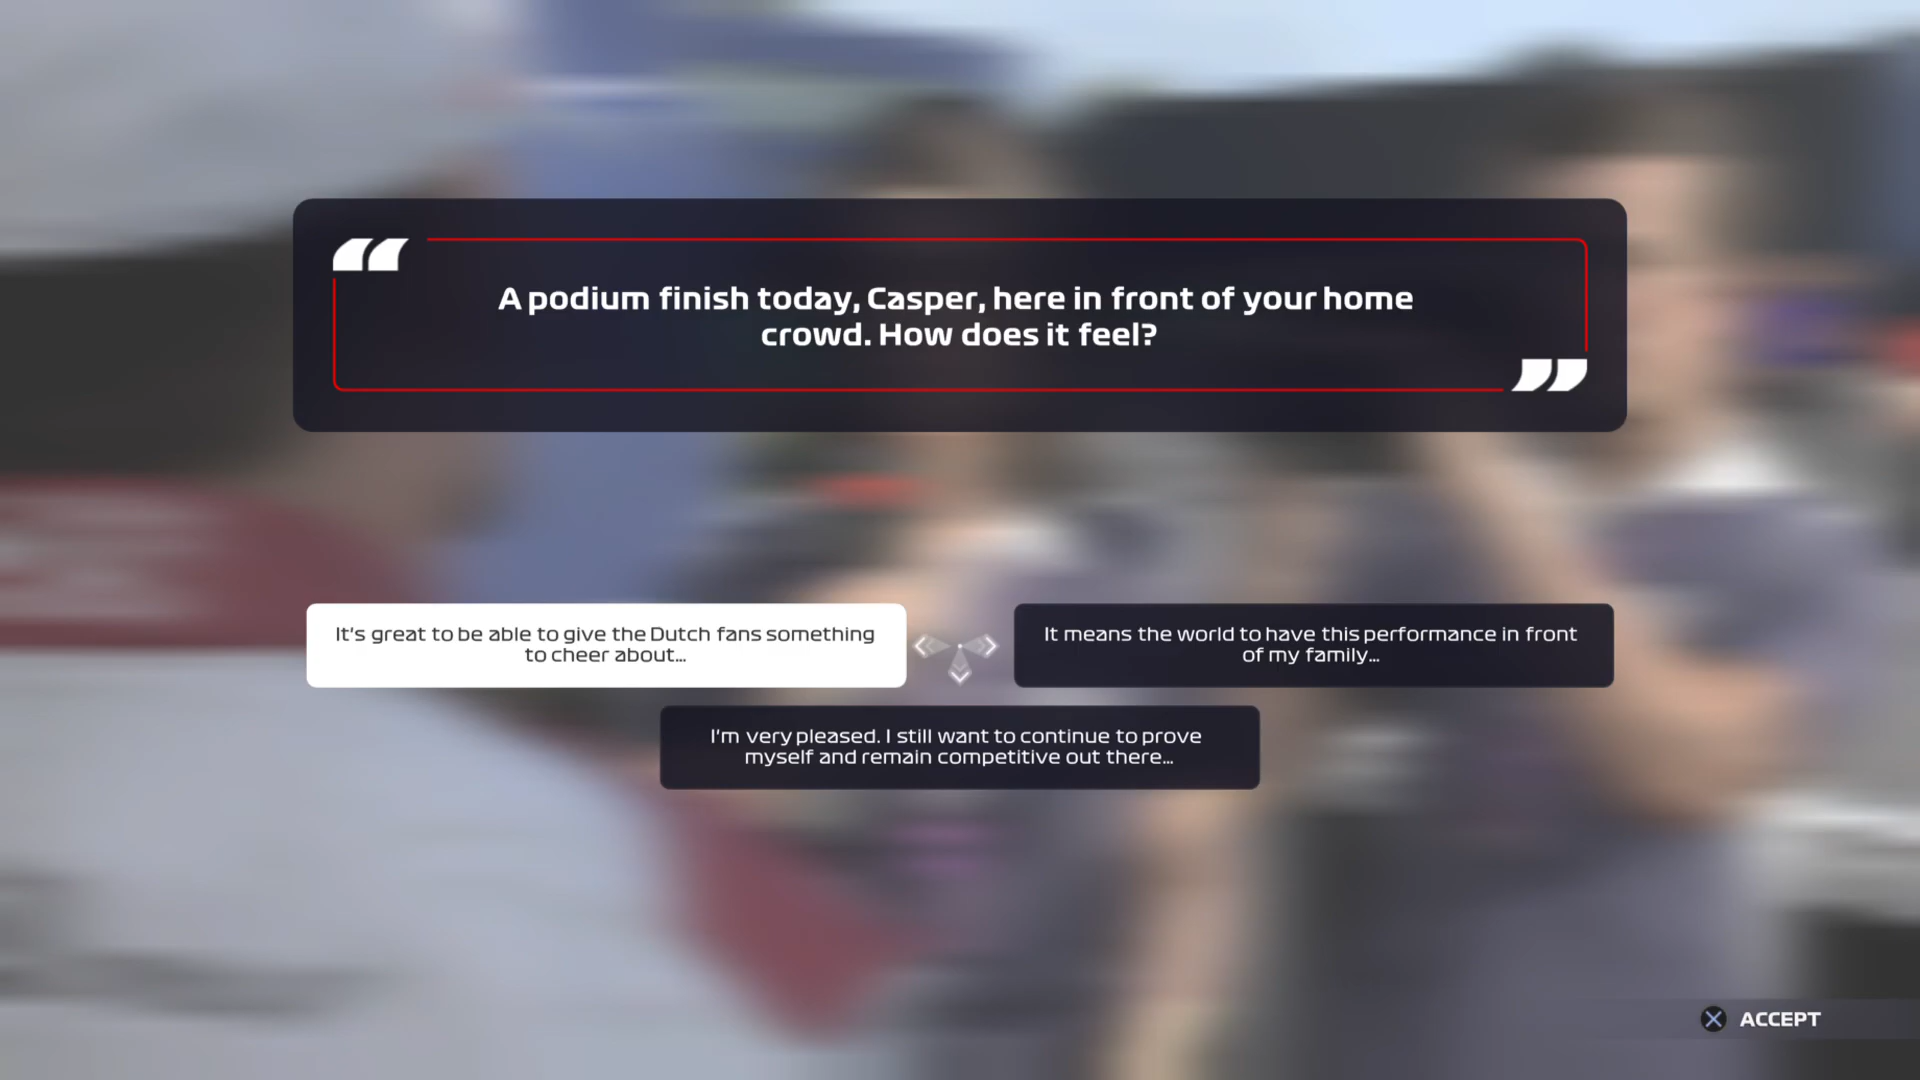 A podium finish today, Casper, here in front of your home
crowd. How does it feel?
It's great to be able to give the Dutch fans something
to cheer about...
It means the world to have this performance in front
of my family...
I'm very pleased. I still want to continue to prove
myself and remain competitive out there...
ACCEPT